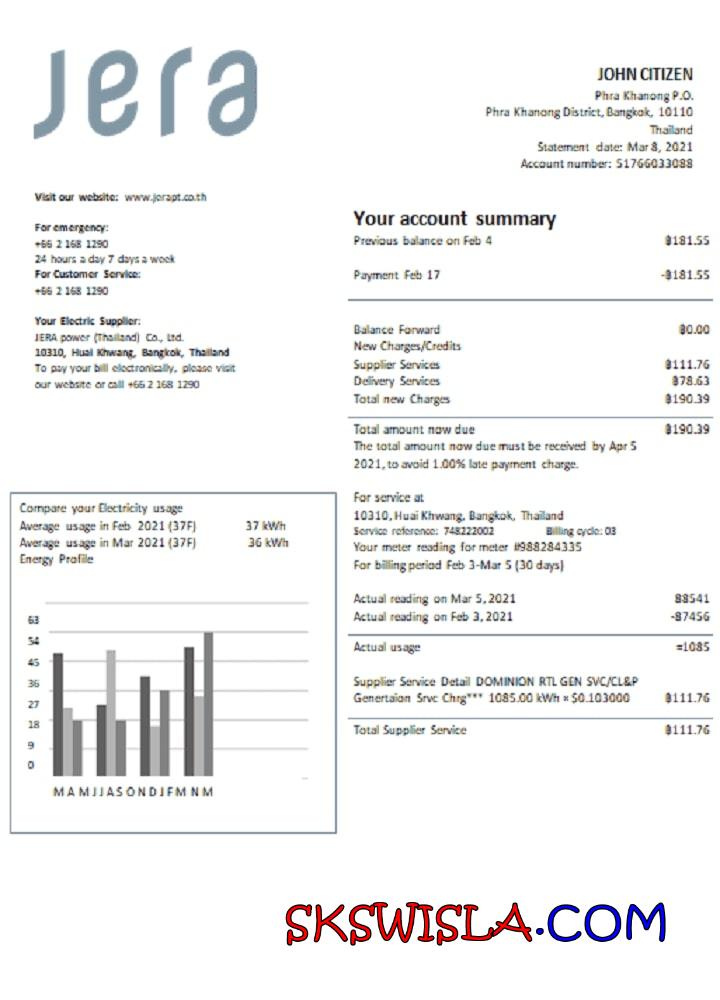 Jera
JOHN CITIZEN
Phra Khanong P.O.
Phra Khanong District, Bangkok, 10110
Thailand
Statement date: Mar 8, 2021
Account number: 51766033088
Visit our website: www.jerapt.co.th
For emergency:
+66 2 168 1290
24 hours a day 7 days a week
For Customer Service:
+66 2 168 1290
Your Electric Supplier:
JERA power (Thailand) Co., Ltd.
10310, Huai Khwang, Bangkok, Thailand
To pay your bill electronically, please visit
our website or call +66 2 168 1290
Your account summary
Previous balance on Feb 4 ฿181.55
Payment Feb 17 -฿181.55
Balance Forward ฿0.00
New Charges/Credits
Supplier Services ฿111.76
Delivery Services ฿78.63
Total new Charges ฿190.39
Total amount now due ฿190.39
The total amount now due must be received by Apr 5
2021, to avoid 1.00% late payment charge.
For service at
10310, Huai Khwang, Bangkok, Thailand
Service reference: 748222002 Billing cycle: 03
Your meter reading for meter #988284335
For billing period Feb 3-Mar 5 (30 days)
Actual reading on Mar 5, 2021 88541
Actual reading on Feb 3, 2021 -87456
Actual usage =1085
Supplier Service Detail DOMINION RTL GEN SVC/CL&P
Genertaion Srvc Chrg*** 1085.00 kWh × $0.103000 ฿111.76
Total Supplier Service ฿111.76
Compare your Electricity usage
Average usage in Feb 2021 (37F) 37 kWh
Average usage in Mar 2021 (37F) 36 kWh
Energy Profile
63
54
45
36
27
18
9
0
M A M J J A S O N D J F M N M
SKSWISLA.COM